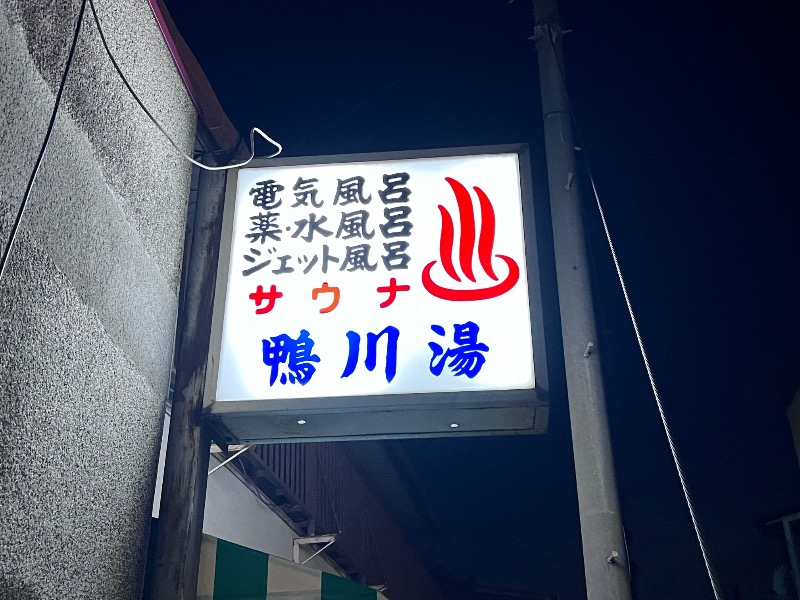 電気風呂
薬・水風呂
ジェット風呂
サウナ
鴨川湯